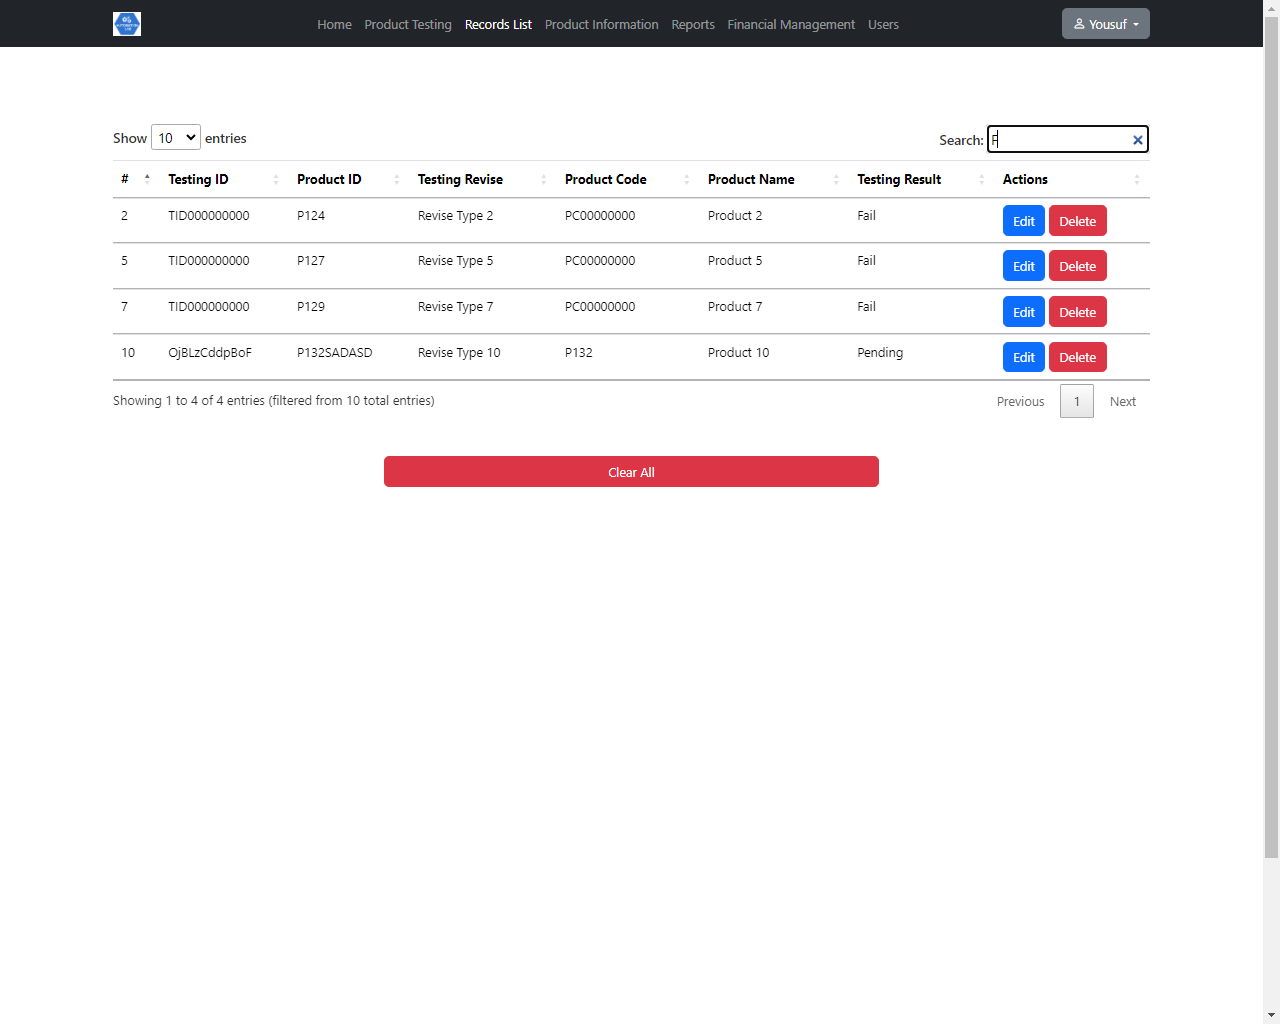 Home Product Testing Records List Product Information Reports Financial Management Users Yousuf
Show 10 entries Search: F
# Testing ID Product ID Testing Revise Product Code Product Name Testing Result Actions
2 TID000000000 P124 Revise Type 2 PC00000000 Product 2 Fail Edit Delete
5 TID000000000 P127 Revise Type 5 PC00000000 Product 5 Fail Edit Delete
7 TID000000000 P129 Revise Type 7 PC00000000 Product 7 Fail Edit Delete
10 OjBLzCddpBoF P132SADASD Revise Type 10 P132 Product 10 Pending Edit Delete
Showing 1 to 4 of 4 entries (filtered from 10 total entries) Previous 1 Next
Clear All